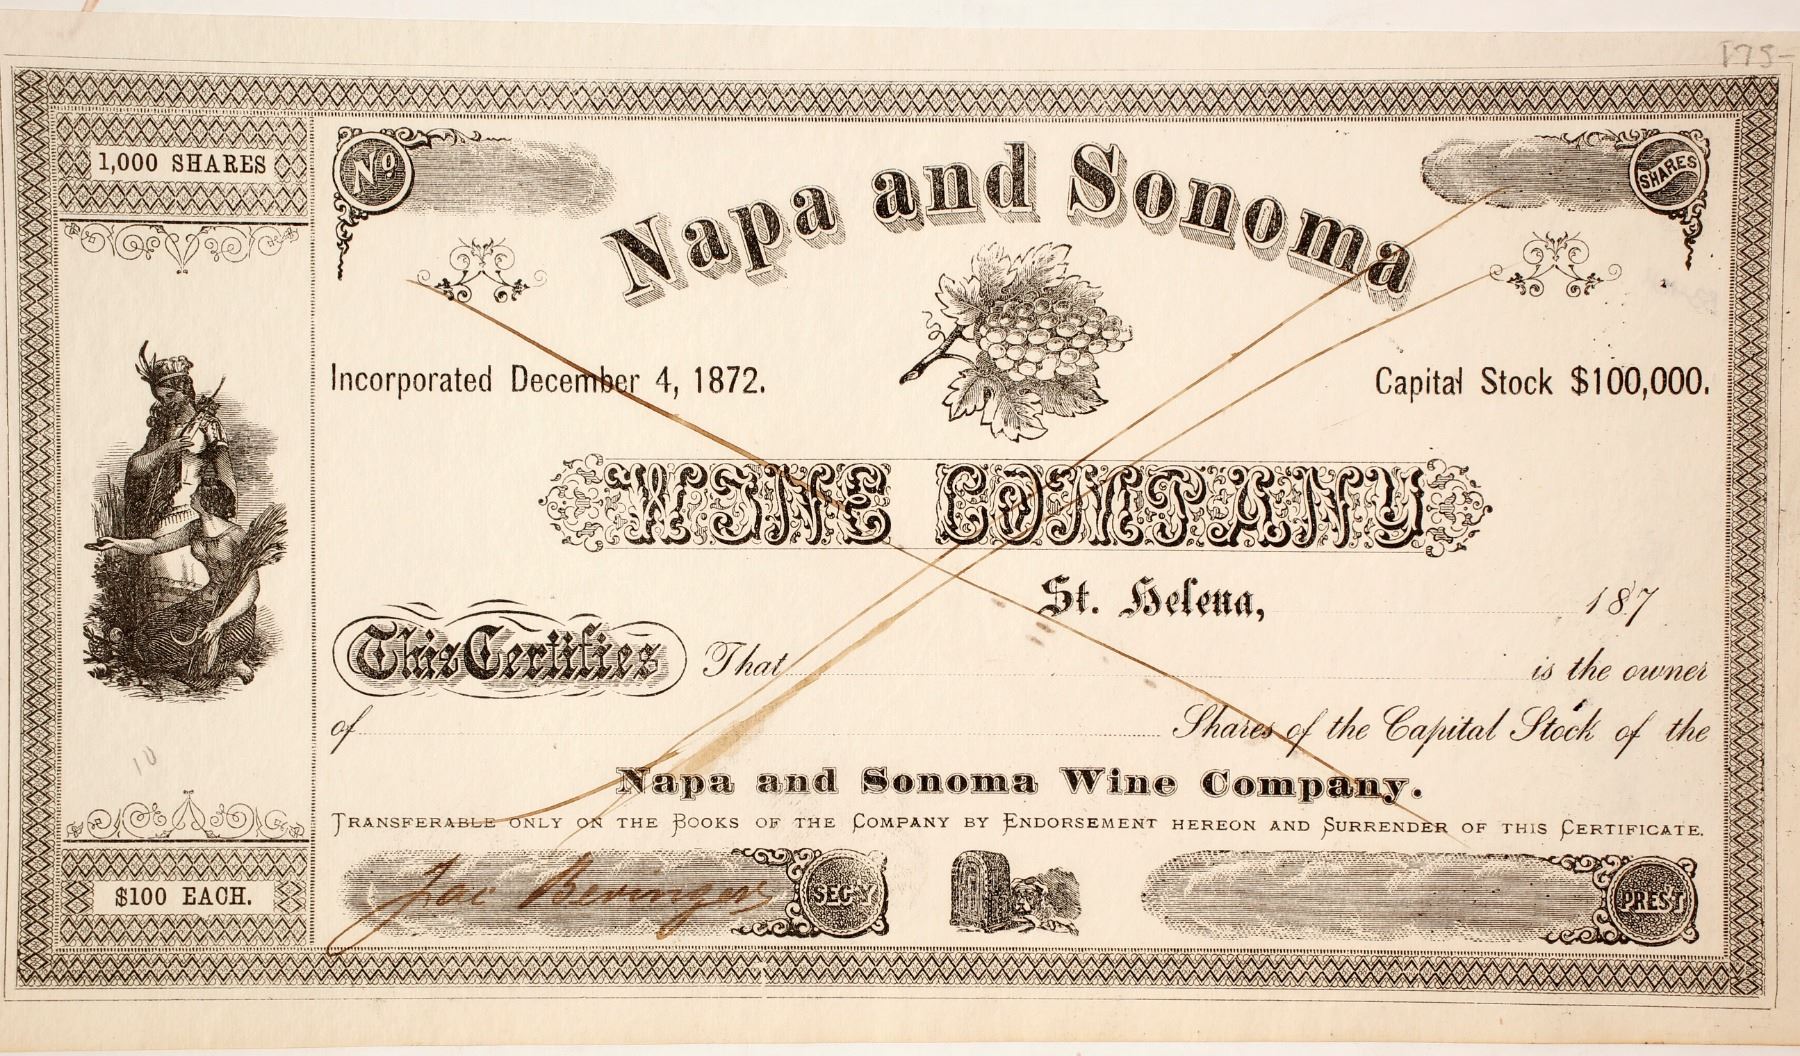 175-
1,000 SHARES
No
SHARES
Napa and Sonoma
Incorporated December 4, 1872.
Capital Stock $100,000.
WINE COMPANY
St. Helena, 187
This Certifies That is the owner
of Shares of the Capital Stock of the
10
Napa and Sonoma Wine Company.
TRANSFERABLE ONLY ON THE BOOKS OF THE COMPANY BY ENDORSEMENT HEREON AND SURRENDER OF THIS CERTIFICATE.
$100 EACH.
Jac Beringer
SEC'Y
PREST